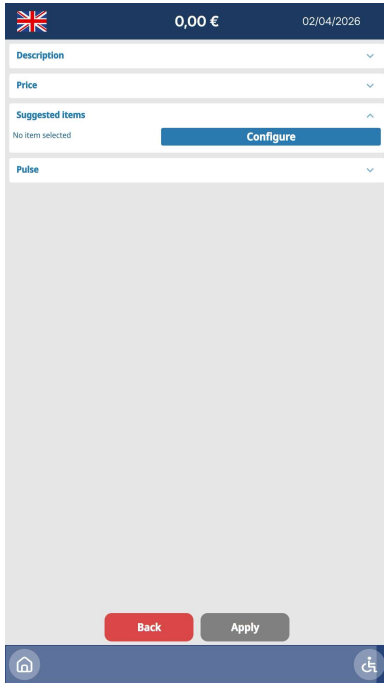 0,00 €
02/04/2026
Description
Price
Suggested items
No item selected
Configure
Pulse
Back
Apply